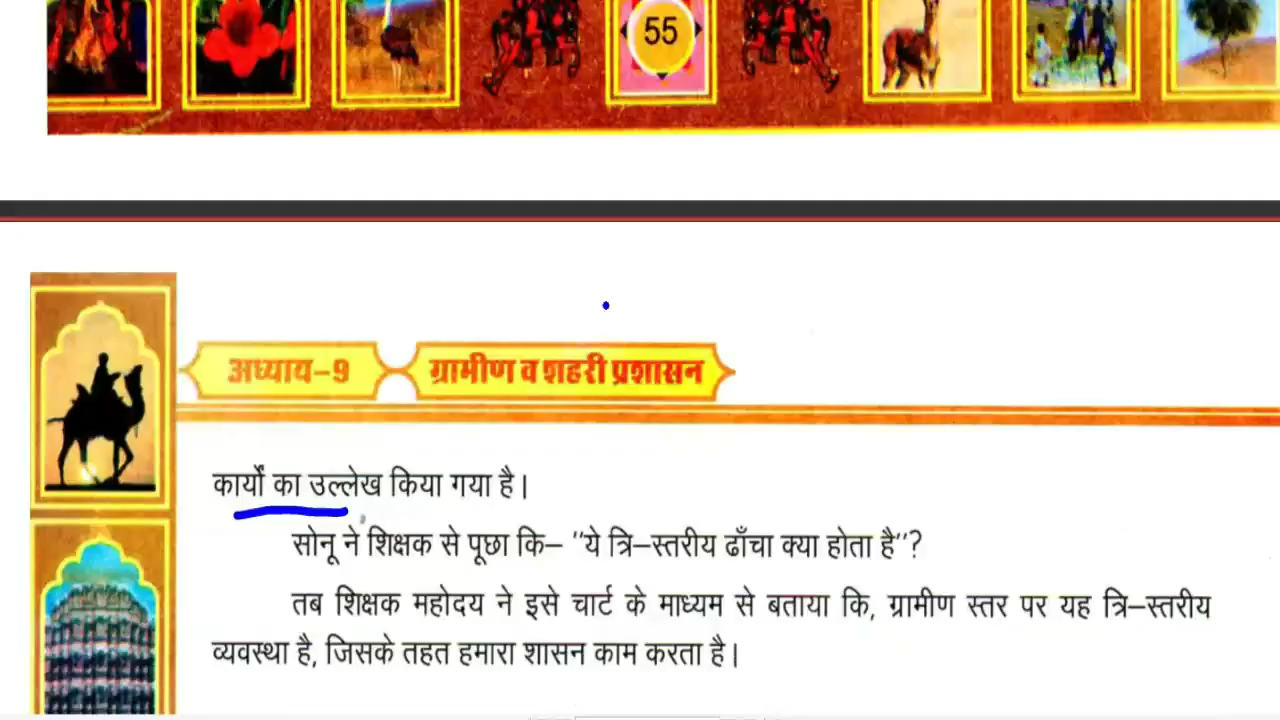 55
अध्याय–9 ग्रामीण व शहरी प्रशासन
कार्यों का उल्लेख किया गया है।
सोनू ने शिक्षक से पूछा कि– ''ये त्रि–स्तरीय ढाँचा क्या होता है''?
तब शिक्षक महोदय ने इसे चार्ट के माध्यम से बताया कि, ग्रामीण स्तर पर यह त्रि–स्तरीय
व्यवस्था है, जिसके तहत हमारा शासन काम करता है।